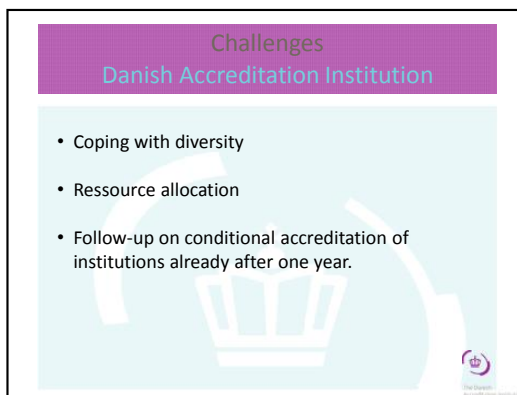 Challenges
Danish Accreditation Institution
• Coping with diversity
• Ressource allocation
• Follow-up on conditional accreditation of
institutions already after one year.